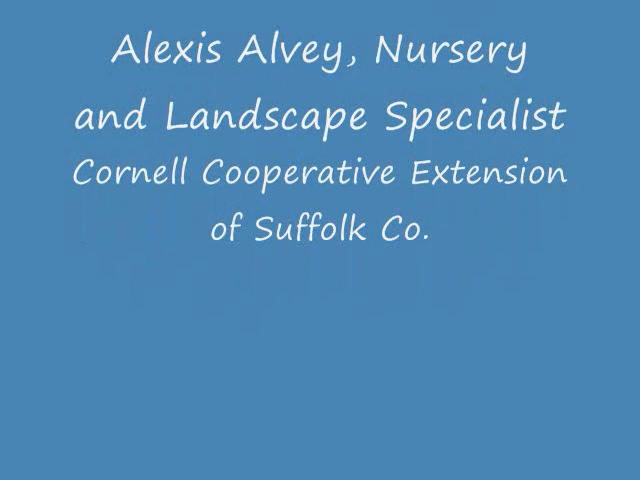 Alexis Alvey, Nursery
and Landscape Specialist
Cornell Cooperative Extension
of Suffolk Co.